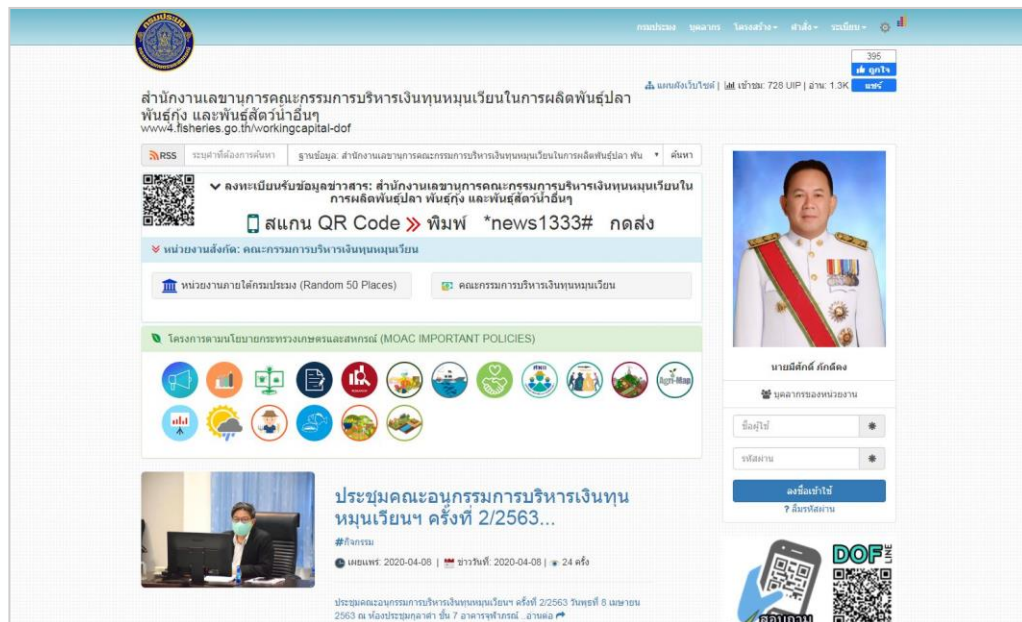 กรมประมง บุคลากร โครงสร้าง คำสั่ง ระเบียบ
395
ถูกใจ
แชร์
แผนผังเว็บไซต์ | เข้าชม: 728 UIP | อ่าน: 1.3K
สำนักงานเลขานุการคณะกรรมการบริหารเงินทุนหมุนเวียนในการผลิตพันธุ์ปลา
พันธุ์กุ้ง และพันธุ์สัตว์น้ำอื่นๆ
www4.fisheries.go.th/workingcapital-dof
RSS ระบุคำที่ต้องการค้นหา ฐานข้อมูล: สำนักงานเลขานุการคณะกรรมการบริหารเงินทุนหมุนเวียนในการผลิตพันธุ์ปลา พัน ค้นหา
ลงทะเบียนรับข้อมูลข่าวสาร: สำนักงานเลขานุการคณะกรรมการบริหารเงินทุนหมุนเวียนใน
การผลิตพันธุ์ปลา พันธุ์กุ้ง และพันธุ์สัตว์น้ำอื่นๆ
สแกน QR Code พิมพ์ *news1333# กดส่ง
หน่วยงานสังกัด: คณะกรรมการบริหารเงินทุนหมุนเวียน
หน่วยงานภายใต้กรมประมง (Random 50 Places) คณะกรรมการบริหารเงินทุนหมุนเวียน
โครงการตามนโยบายกระทรวงเกษตรและสหกรณ์ (MOAC IMPORTANT POLICIES)
Agri-Map
นายมีศักดิ์ ภักดีคง
บุคลากรของหน่วยงาน
ชื่อผู้ใช้
รหัสผ่าน
ลงชื่อเข้าใช้
? ลืมรหัสผ่าน
ประชุมคณะอนุกรรมการบริหารเงินทุน
หมุนเวียนฯ ครั้งที่ 2/2563...
#กิจกรรม
เผยแพร่: 2020-04-08 | ข่าววันที่: 2020-04-08 | 24 ครั้ง
ประชุมคณะอนุกรรมการบริหารเงินทุนหมุนเวียนฯ ครั้งที่ 2/2563 วันพุธที่ 8 เมษายน
2563 ณ ห้องประชุมกุลาดำ ชั้น 7 อาคารจุฬาภรณ์ ..อ่านต่อ
DOF LINE
สอบถาม